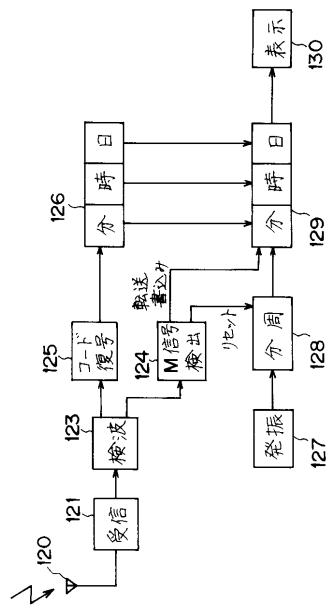 120
121
受信
123
検波
125
コード
復号
124
M信号
検出
126
分 時 日
転送
書込み
リセット
127
発振
128
分周
129
分 時 日
130
表示